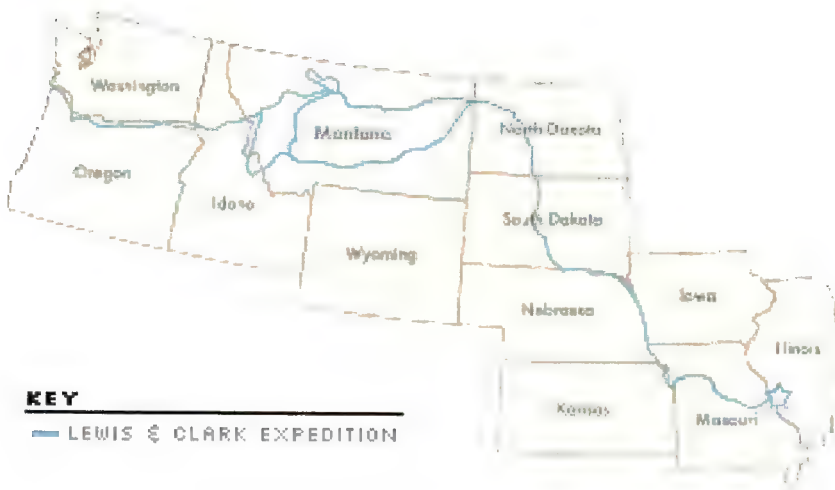 Washington
Montana
North Dakota
Oregon
Idaho
South Dakota
Wyoming
Nebraska
Iowa
Illinois
Kansas
Missouri
KEY
LEWIS & CLARK EXPEDITION